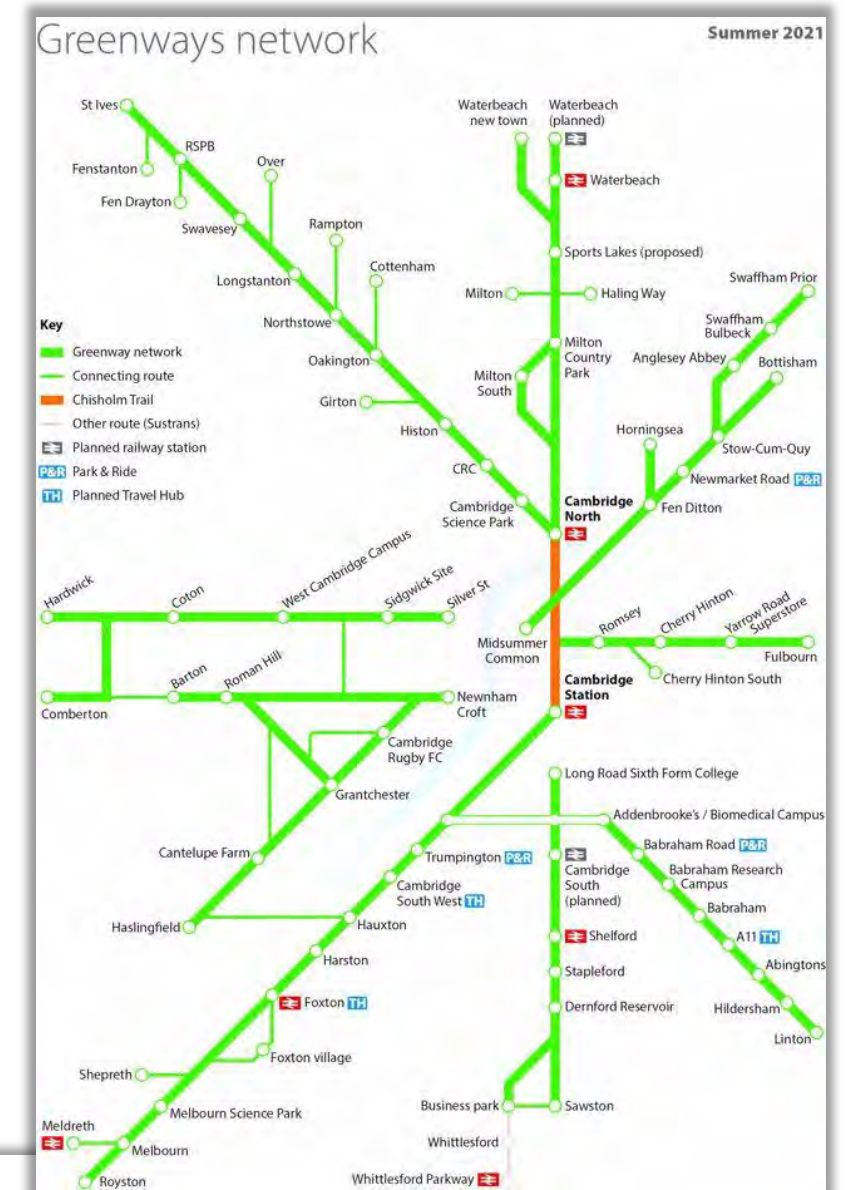 Greenways network
Summer 2021
St Ives
Fenstanton
RSPB
Fen Drayton
Over
Swavesey
Rampton
Longstanton
Cottenham
Northstowe
Oakington
Girton
Histon
CRC
Cambridge
Science Park
Waterbeach
new town
Waterbeach
(planned)
Waterbeach
Sports Lakes (proposed)
Milton
Haling Way
Milton
Country
Park
Milton
South
Cambridge
North
Swaffham Prior
Swaffham
Bulbeck
Anglesey Abbey
Bottisham
Horningsea
Stow-Cum-Quy
Newmarket Road P&R
Fen Ditton
Key
Greenway network
Connecting route
Chisholm Trail
Other route (Sustrans)
Planned railway station
P&R Park & Ride
TH Planned Travel Hub
Hardwick
Coton
West Cambridge Campus
Sidgwick Site
Silver St
Midsummer
Common
Romsey
Cherry Hinton
Yarrow Road
Superstore
Fulbourn
Cherry Hinton South
Cambridge
Station
Comberton
Barton
Roman Hill
Newnham
Croft
Cambridge
Rugby FC
Grantchester
Cantelupe Farm
Haslingfield
Long Road Sixth Form College
Addenbrooke's / Biomedical Campus
Trumpington P&R
Cambridge
South West TH
Hauxton
Harston
Foxton TH
Foxton village
Shepreth
Melbourn Science Park
Meldreth
Melbourn
Royston
Cambridge
South
(planned)
Shelford
Stapleford
Dernford Reservoir
Business park
Sawston
Whittlesford
Whittlesford Parkway
Babraham Road P&R
Babraham Research
Campus
Babraham
A11 TH
Abingtons
Hildersham
Linton